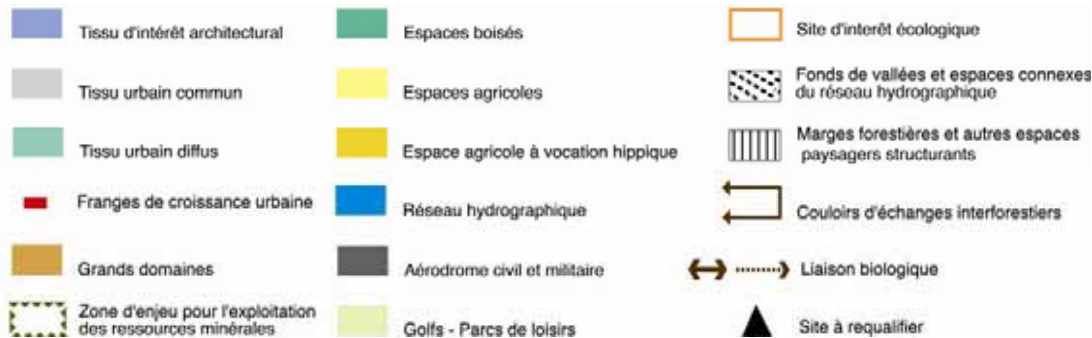 Tissu d'intérêt architectural
Tissu urbain commun
Tissu urbain diffus
Franges de croissance urbaine
Grands domaines
Zone d'enjeu pour l'exploitation
des ressources minérales
Espaces boisés
Espaces agricoles
Espace agricole à vocation hippique
Réseau hydrographique
Aérodrome civil et militaire
Golfs - Parcs de loisirs
Site d'interêt écologique
Fonds de vallées et espaces connexes
du réseau hydrographique
Marges forestières et autres espaces
paysagers structurants
Couloirs d'échanges interforestiers
Liaison biologique
Site à requalifier